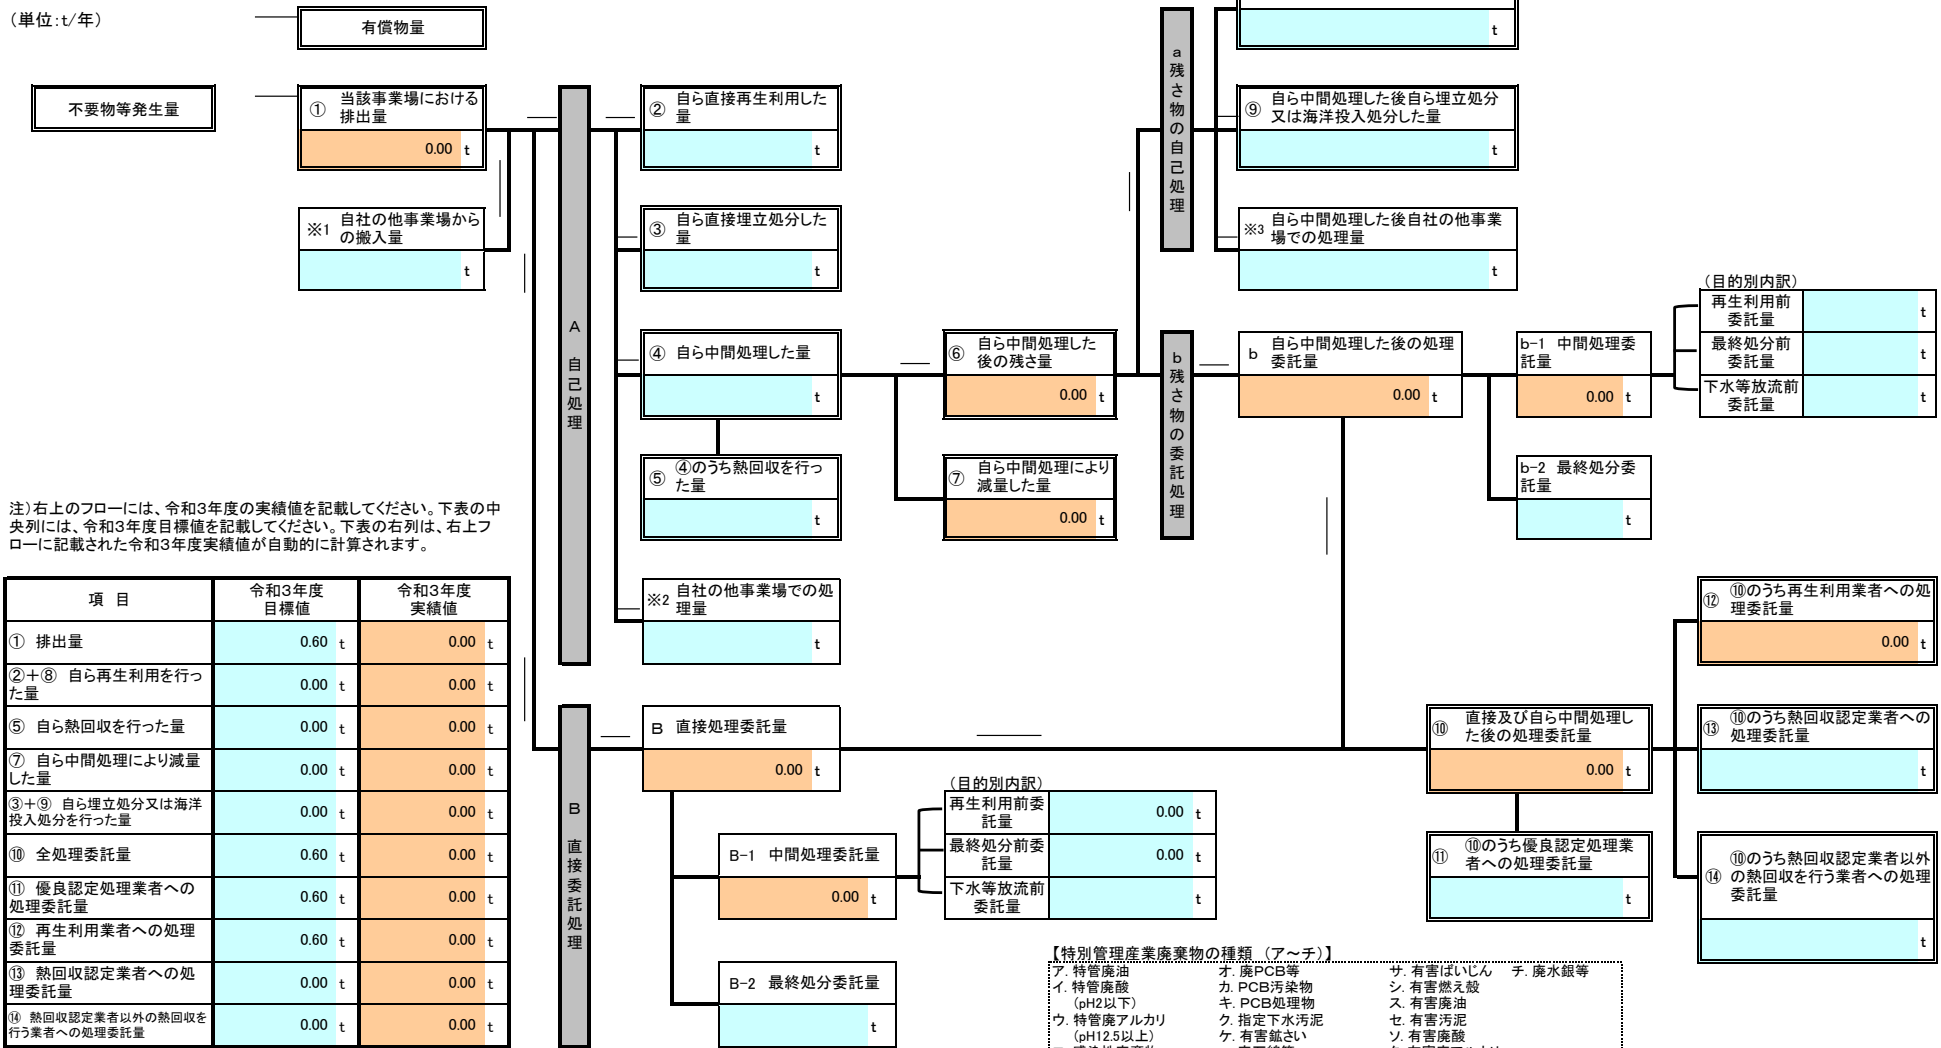 (単位:t/年)
有償物量
不要物等発生量
① 当該事業場における
排出量
0.00 t
※1 自社の他事業場から
の搬入量
t
A 自己処理
② 自ら直接再生利用した
量
t
③ 自ら直接埋立処分した
量
t
④ 自ら中間処理した量
t
⑤ ④のうち熱回収を行っ
た量
t
※2 自社の他事業場での処
理量
t
⑥ 自ら中間処理した
後の残さ量
0.00 t
⑦ 自ら中間処理により
減量した量
0.00 t
a 残さ物の自己処理
t
⑨ 自ら中間処理した後自ら埋立処分
又は海洋投入処分した量
t
※3 自ら中間処理した後自社の他事業
場での処理量
t
b 残さ物の委託処理
b 自ら中間処理した後の処理
委託量
0.00 t
b-1 中間処理委
託量
0.00 t
b-2 最終処分委
託量
t
(目的別内訳)
再生利用前
委託量
t
最終処分前
委託量
t
下水等放流前
委託量
t
注)右上のフローには、令和3年度の実績値を記載してください。下表の中
央列には、令和3年度目標値を記載してください。下表の右列は、右上フ
ローに記載された令和3年度実績値が自動的に計算されます。
項 目
令和3年度
目標値
令和3年度
実績値
① 排出量 0.60 t 0.00 t
②+⑧ 自ら再生利用を行っ
た量 0.00 t 0.00 t
⑤ 自ら熱回収を行った量 0.00 t 0.00 t
⑦ 自ら中間処理により減量
した量 0.00 t 0.00 t
③+⑨ 自ら埋立処分又は海洋
投入処分を行った量 0.00 t 0.00 t
⑩ 全処理委託量 0.60 t 0.00 t
⑪ 優良認定処理業者への
処理委託量 0.60 t 0.00 t
⑫ 再生利用業者への処理
委託量 0.60 t 0.00 t
⑬ 熱回収認定業者への処
理委託量 0.00 t 0.00 t
⑭ 熱回収認定業者以外の熱回収を
行う業者への処理委託量 0.00 t 0.00 t
B 直接委託処理
B 直接処理委託量
0.00 t
B-1 中間処理委託量
0.00 t
B-2 最終処分委託量
t
(目的別内訳)
再生利用前委
託量
0.00 t
最終処分前委
託量
0.00 t
下水等放流前
委託量
t
⑩ 直接及び自ら中間処理し
た後の処理委託量
0.00 t
⑪ ⑩のうち優良認定処理業
者への処理委託量
t
⑫ ⑩のうち再生利用業者への処
理委託量
0.00 t
⑬ ⑩のうち熱回収認定業者への
処理委託量
t
⑭ ⑩のうち熱回収認定業者以外
の熱回収を行う業者への処理
委託量
t
【特別管理産業廃棄物の種類 (ア~チ)】
ア. 特管廃油 オ. 廃PCB等 サ. 有害ばいじん チ. 廃水銀等
イ. 特管廃酸 カ. PCB汚染物 シ. 有害燃え殻
(pH2以下) キ. PCB処理物 ス. 有害廃油
ウ. 特管廃アルカリ ク. 指定下水汚泥 セ. 有害汚泥
(pH12.5以上) ケ. 有害鉱さい ソ. 有害廃酸